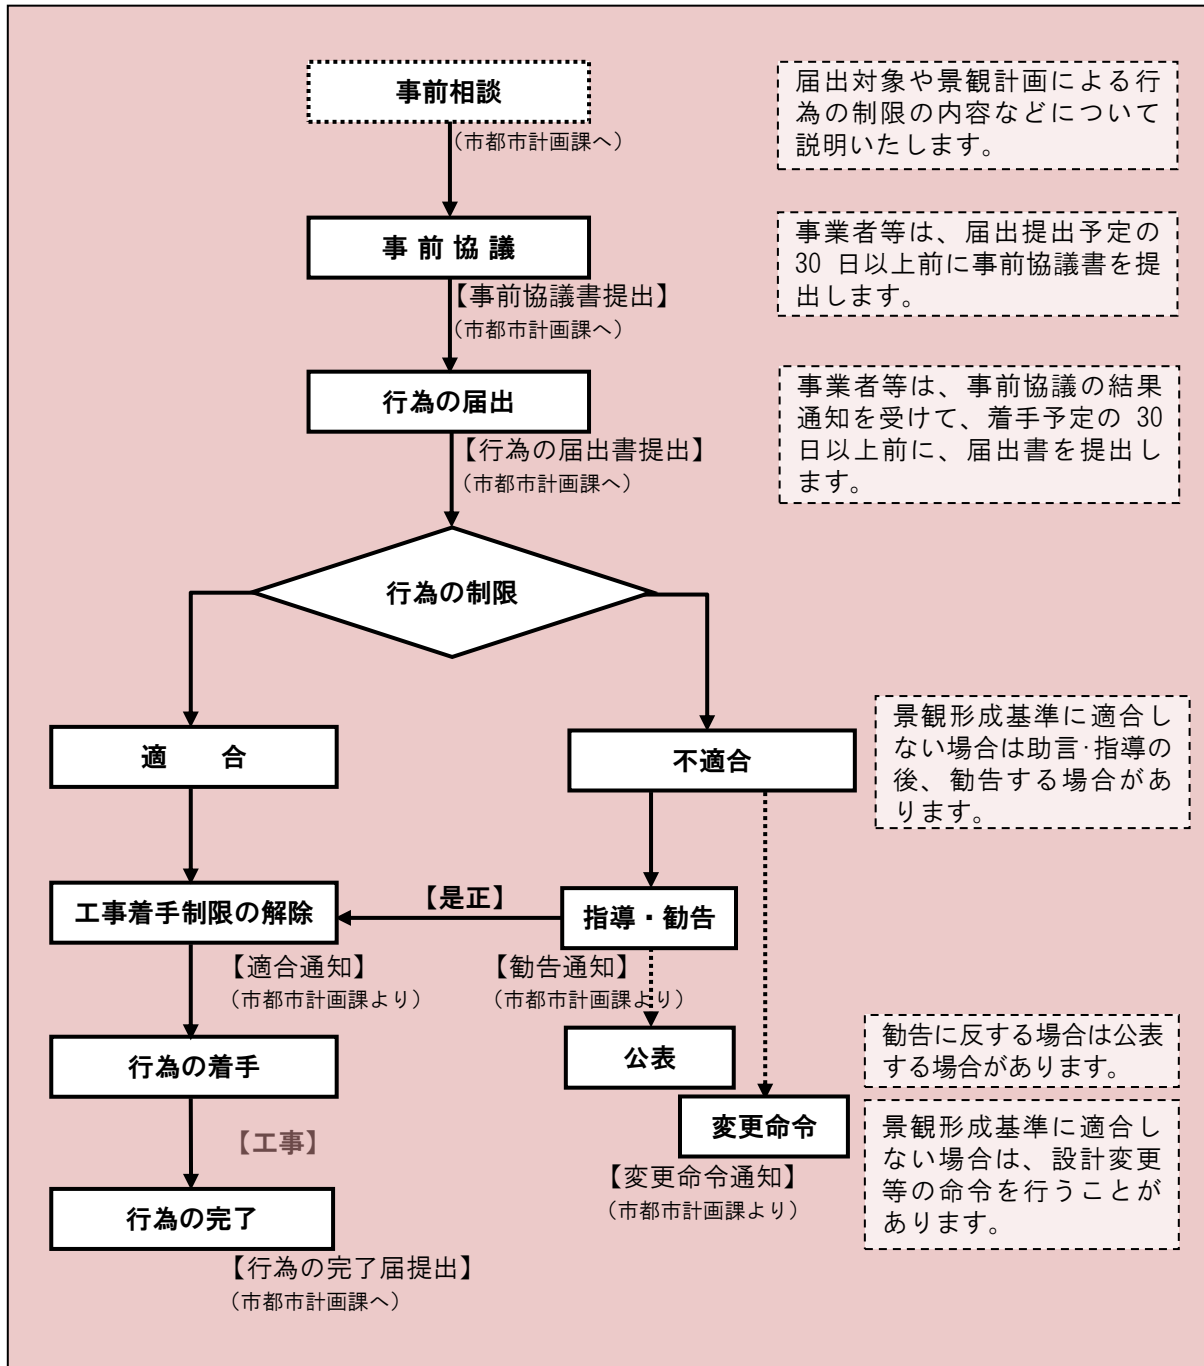 事前相談
（市都市計画課へ）
届出対象や景観計画による行
為の制限の内容などについて
説明いたします。
事 前 協 議
【事前協議書提出】
（市都市計画課へ）
事業者等は、届出提出予定の
30 日以上前に事前協議書を提
出します。
行為の届出
【行為の届出書提出】
（市都市計画課へ）
事業者等は、事前協議の結果
通知を受けて、着手予定の 30
日以上前に、届出書を提出し
ます。
行為の制限
適　　合
不適合
景観形成基準に適合し
ない場合は助言･指導の
後、勧告する場合があ
ります。
工事着手制限の解除
【是正】
指導・勧告
【適合通知】
（市都市計画課より）
【勧告通知】
（市都市計画課より）
行為の着手
公表
勧告に反する場合は公表
する場合があります。
変更命令
【変更命令通知】
（市都市計画課より）
景観形成基準に適合し
ない場合は、設計変更
等の命令を行うことが
あります。
【工事】
行為の完了
【行為の完了届提出】
（市都市計画課へ）